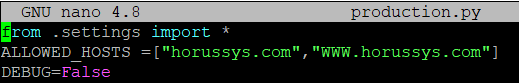 GNU nano 4.8 production.py
from .settings import *
ALLOWED_HOSTS =["horussys.com","WWW.horussys.com"]
DEBUG=False